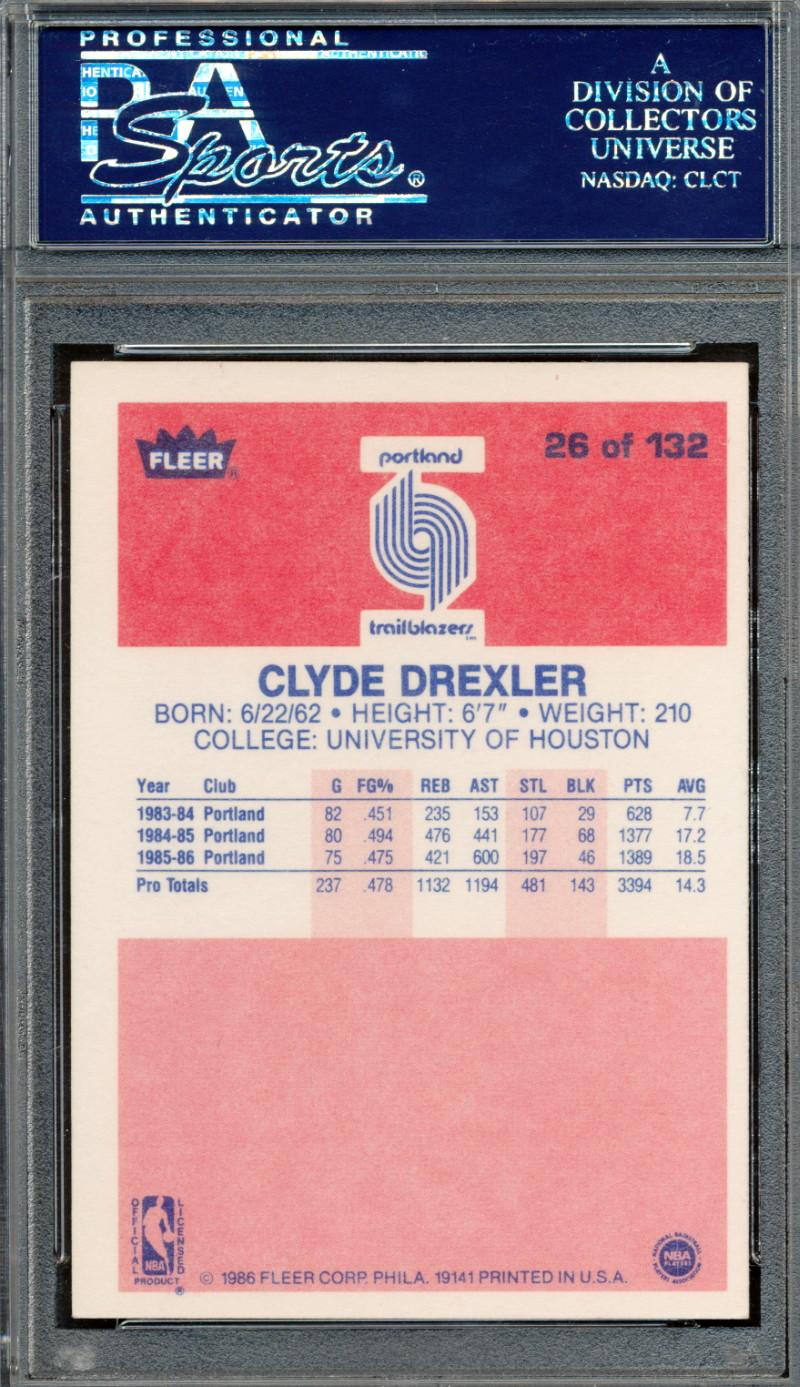 PROFESSIONAL
PSA
Sports ®
AUTHENTICATOR
A
DIVISION OF
COLLECTORS
UNIVERSE
NASDAQ: CLCT
FLEER ®
portland
trailblazers
26 of 132
CLYDE DREXLER
BORN: 6/22/62 • HEIGHT: 6'7" • WEIGHT: 210
COLLEGE: UNIVERSITY OF HOUSTON
Year Club G FG% REB AST STL BLK PTS AVG
1983-84 Portland 82 .451 235 153 107 29 628 7.7
1984-85 Portland 80 .494 476 441 177 68 1377 17.2
1985-86 Portland 75 .475 421 600 197 46 1389 18.5
Pro Totals 237 .478 1132 1194 481 143 3394 14.3
OFFICIAL LICENSED
NBA
PRODUCT ®
© 1986 FLEER CORP. PHILA. 19141 PRINTED IN U.S.A.
NATIONAL BASKETBALL
NBA
PLAYERS
ASSOCIATION